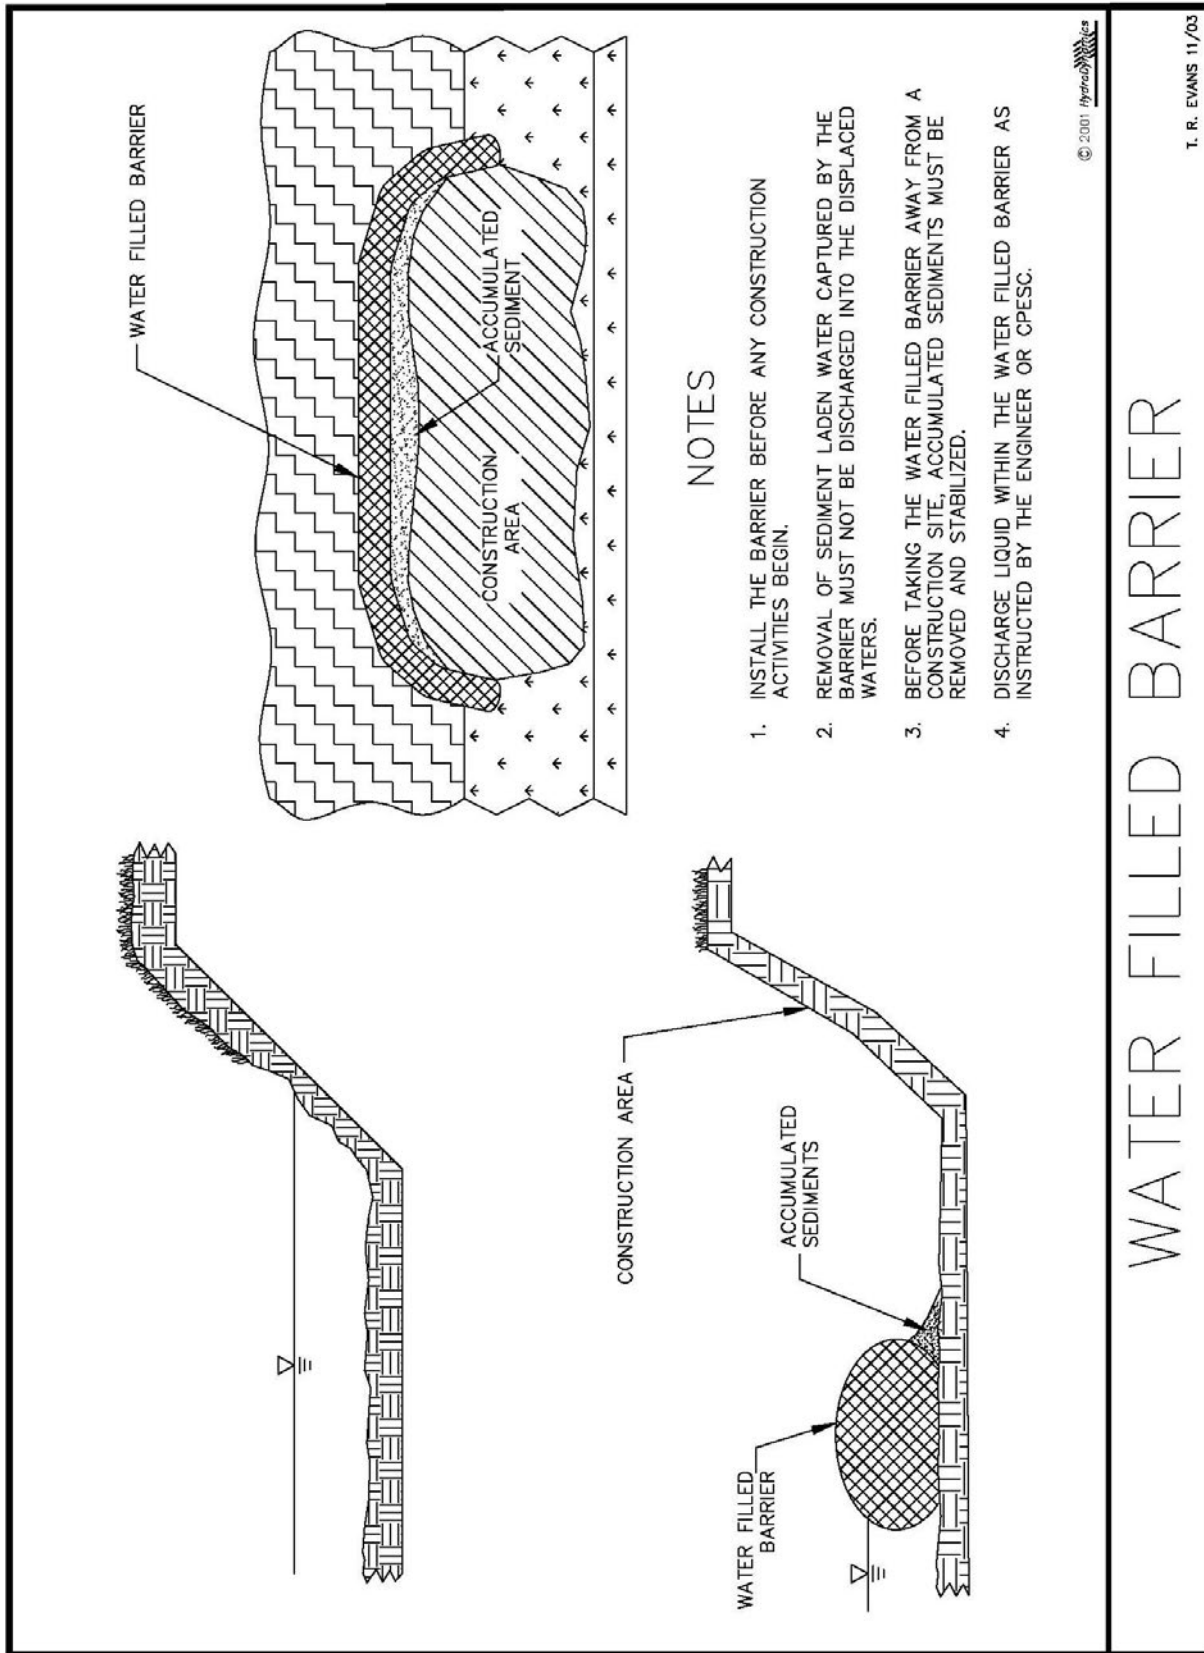 WATER FILLED BARRIER
ACCUMULATED
SEDIMENT
CONSTRUCTION
AREA
CONSTRUCTION AREA
ACCUMULATED
SEDIMENTS
WATER FILLED
BARRIER
NOTES
1. INSTALL THE BARRIER BEFORE ANY CONSTRUCTION
ACTIVITIES BEGIN.
2. REMOVAL OF SEDIMENT LADEN WATER CAPTURED BY THE
BARRIER MUST NOT BE DISCHARGED INTO THE DISPLACED
WATERS.
3. BEFORE TAKING THE WATER FILLED BARRIER AWAY FROM A
CONSTRUCTION SITE, ACCUMULATED SEDIMENTS MUST BE
REMOVED AND STABILIZED.
4. DISCHARGE LIQUID WITHIN THE WATER FILLED BARRIER AS
INSTRUCTED BY THE ENGINEER OR CPESC.
© 2001 HydroDynamics
WATER FILLED BARRIER
T. R. EVANS 11/03